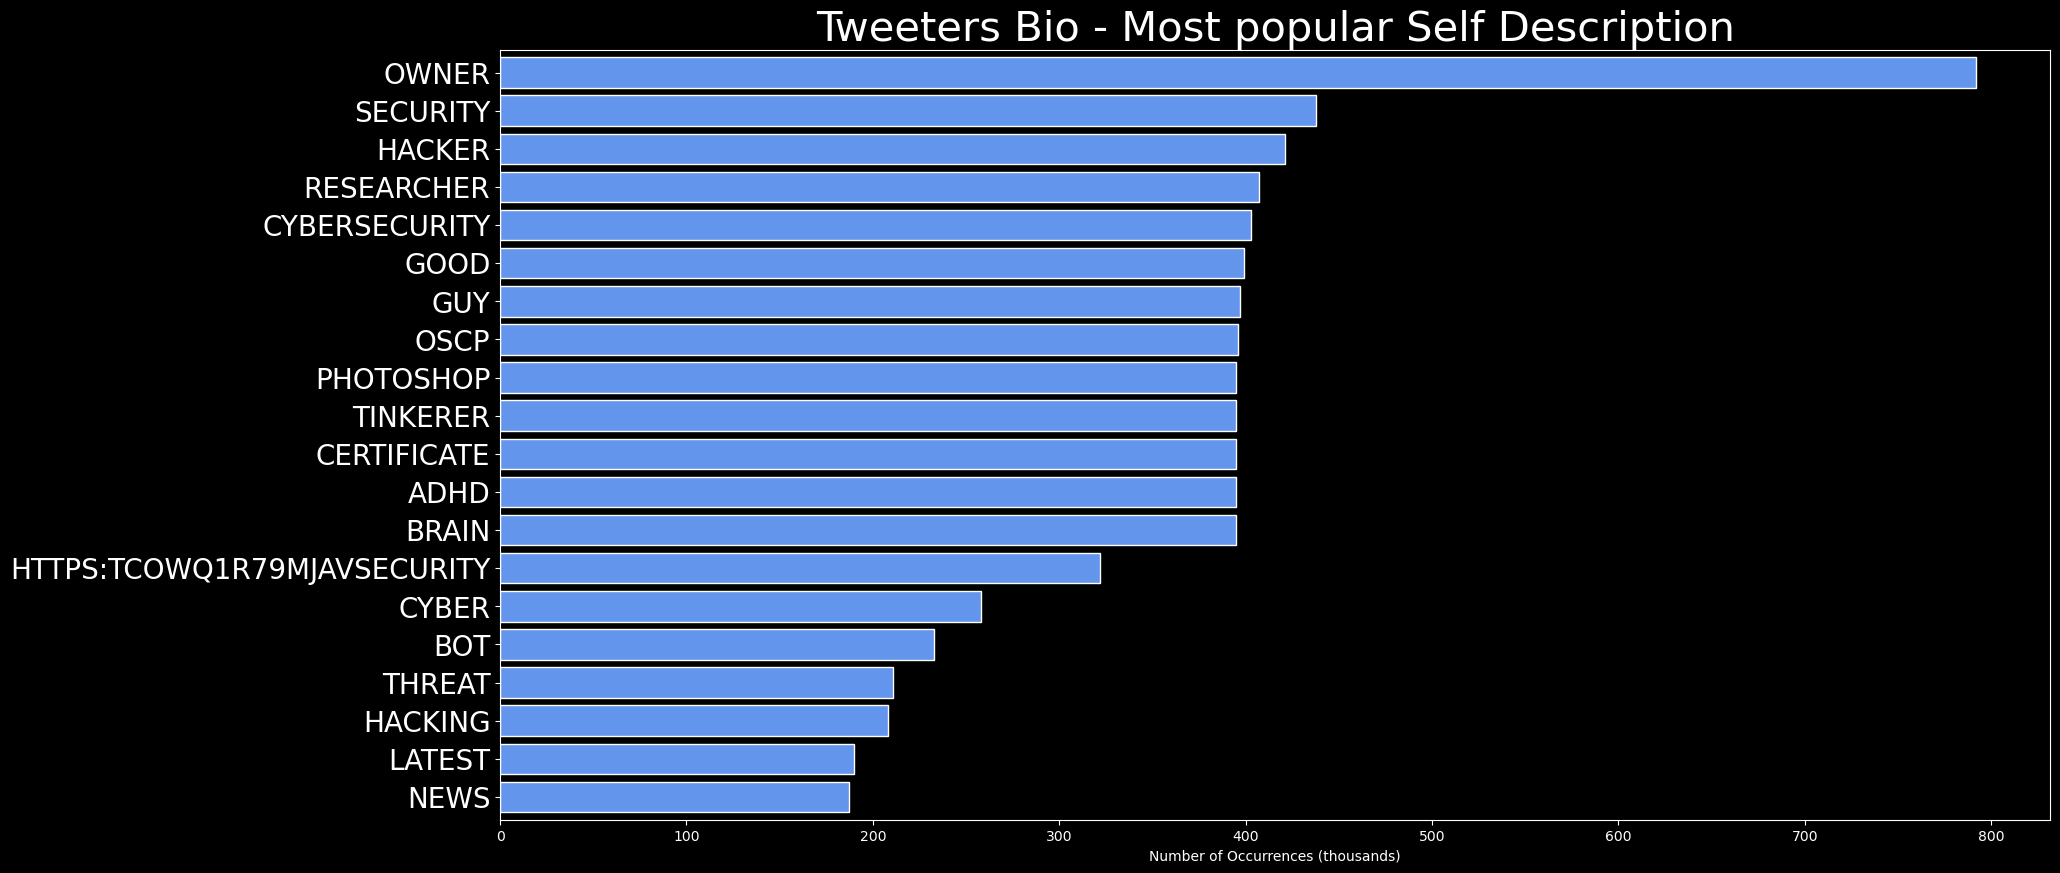 Tweeters Bio - Most popular Self Description
OWNER
SECURITY
HACKER
RESEARCHER
CYBERSECURITY
GOOD
GUY
OSCP
PHOTOSHOP
TINKERER
CERTIFICATE
ADHD
BRAIN
HTTPS:TCOWQ1R79MJAVSECURITY
CYBER
BOT
THREAT
HACKING
LATEST
NEWS
0 100 200 300 400 500 600 700 800
Number of Occurrences (thousands)